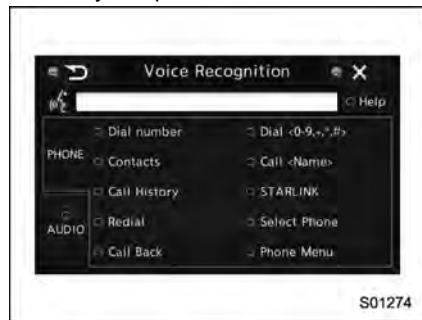 Voice Recognition
Help
PHONE
AUDIO
Dial number
Dial <0-9,+,*,#>
Contacts
Call <Name>
Call History
STARLINK
Redial
Select Phone
Call Back
Phone Menu
S01274